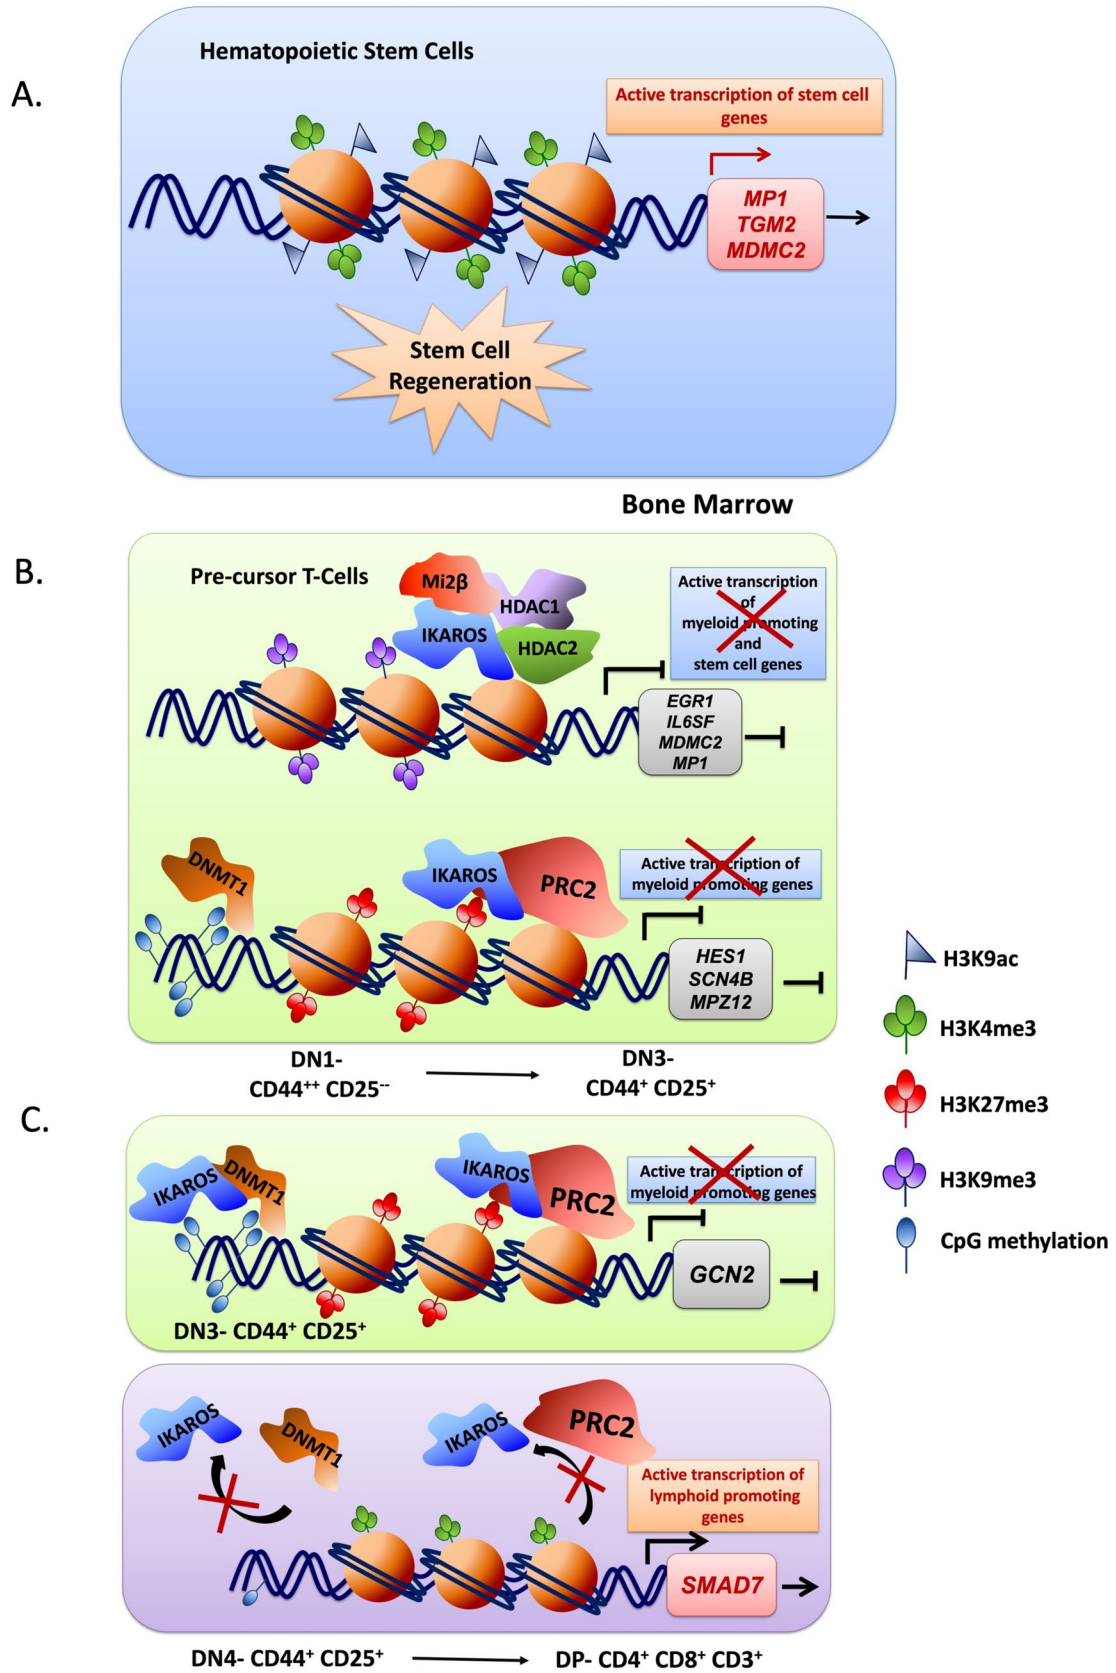 A.
Hematopoietic Stem Cells
Active transcription of stem cell
genes
MP1
TGM2
MDMC2
Stem Cell
Regeneration
Bone Marrow
B.
Pre-cursor T-Cells
Mi2β
HDAC1
IKAROS
HDAC2
Active transcription
of
myeloid promoting
and
stem cell genes
EGR1
IL6SF
MDMC2
MP1
DNMT1
IKAROS
PRC2
Active transcription of
myeloid promoting genes
HES1
SCN4B
MPZ12
DN1-
CD44++ CD25--
DN3-
CD44+ CD25+
H3K9ac
H3K4me3
H3K27me3
H3K9me3
CpG methylation
C.
IKAROS
DNMT1
IKAROS
PRC2
Active transcription of
myeloid promoting genes
GCN2
DN3- CD44+ CD25+
IKAROS
DNMT1
IKAROS
PRC2
Active transcription of
lymphoid promoting
genes
SMAD7
DN4- CD44+ CD25+
DP- CD4+ CD8+ CD3+